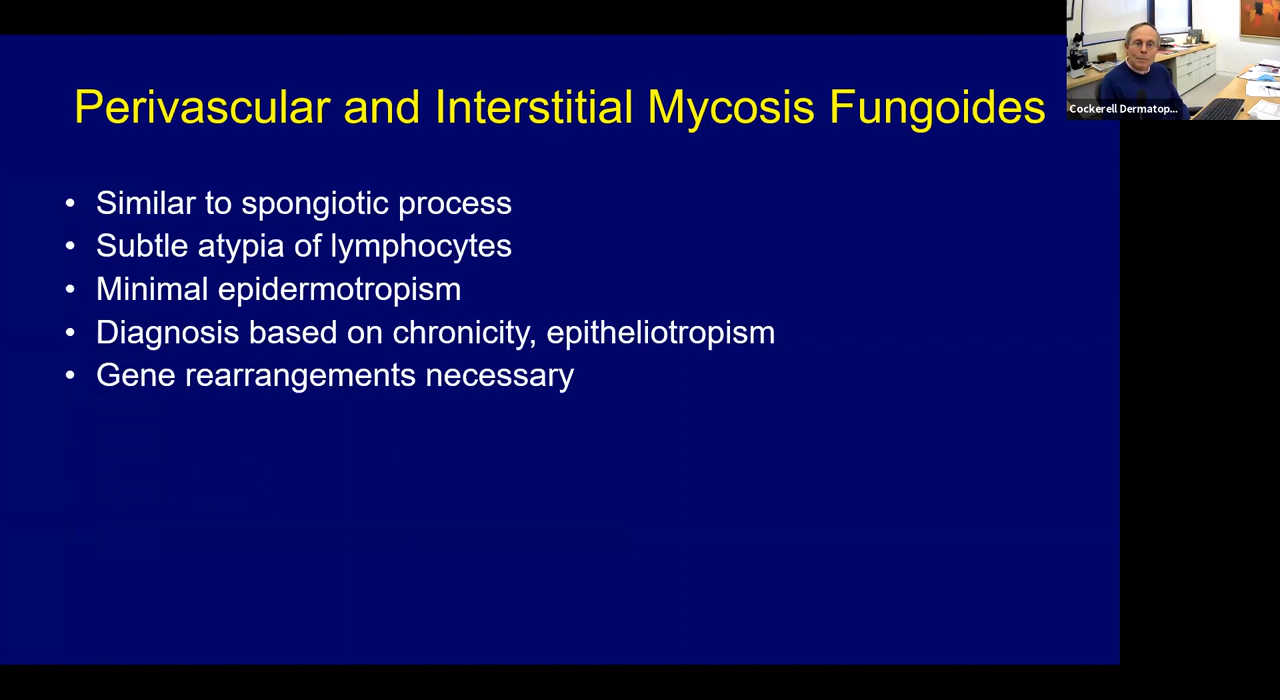 Perivascular and Interstitial Mycosis Fungoides
Cockerell Dermatop...
• Similar to spongiotic process
• Subtle atypia of lymphocytes
• Minimal epidermotropism
• Diagnosis based on chronicity, epitheliotropism
• Gene rearrangements necessary